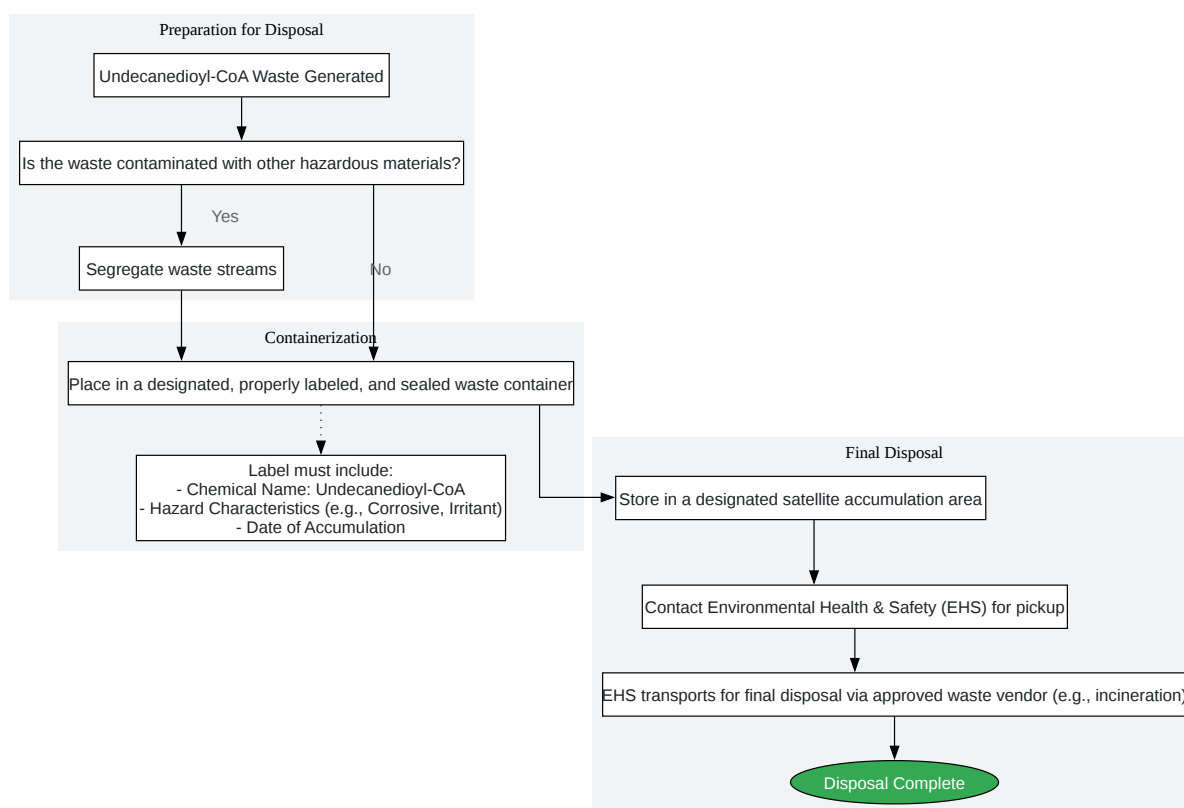 Preparation for Disposal
Undecanedioyl-CoA Waste Generated
Is the waste contaminated with other hazardous materials?
Yes
Segregate waste streams
No
Containerization
Place in a designated, properly labeled, and sealed waste container
Label must include:
- Chemical Name: Undecanedioyl-CoA
- Hazard Characteristics (e.g., Corrosive, Irritant)
- Date of Accumulation
Final Disposal
Store in a designated satellite accumulation area
Contact Environmental Health & Safety (EHS) for pickup
EHS transports for final disposal via approved waste vendor (e.g., incineration)
Disposal Complete